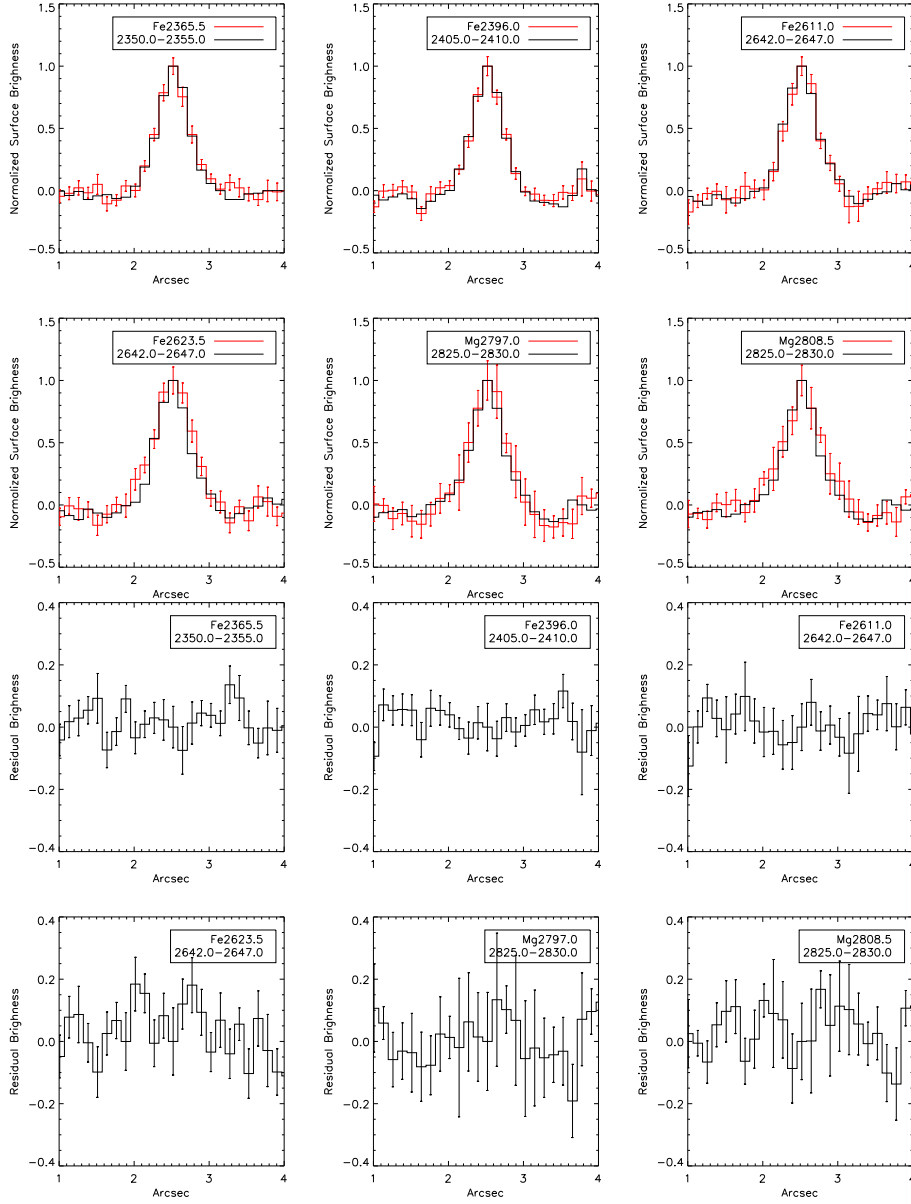 Normalized Surface Brighness
1.5
1.0
0.5
0.0
−0.5
Fe2365.5
2350.0−2355.0
1 2 3 4
Arcsec
Normalized Surface Brighness
1.5
1.0
0.5
0.0
−0.5
Fe2396.0
2405.0−2410.0
1 2 3 4
Arcsec
Normalized Surface Brighness
1.5
1.0
0.5
0.0
−0.5
Fe2611.0
2642.0−2647.0
1 2 3 4
Arcsec
Normalized Surface Brighness
1.5
1.0
0.5
0.0
−0.5
Fe2623.5
2642.0−2647.0
1 2 3 4
Arcsec
Normalized Surface Brighness
1.5
1.0
0.5
0.0
−0.5
Mg2797.0
2825.0−2830.0
1 2 3 4
Arcsec
Normalized Surface Brighness
1.5
1.0
0.5
0.0
−0.5
Mg2808.5
2825.0−2830.0
1 2 3 4
Arcsec
Residual Brighness
0.4
0.2
0.0
−0.2
−0.4
Fe2365.5
2350.0−2355.0
1 2 3 4
Arcsec
Residual Brighness
0.4
0.2
0.0
−0.2
−0.4
Fe2396.0
2405.0−2410.0
1 2 3 4
Arcsec
Residual Brighness
0.4
0.2
0.0
−0.2
−0.4
Fe2611.0
2642.0−2647.0
1 2 3 4
Arcsec
Residual Brighness
0.4
0.2
0.0
−0.2
−0.4
Fe2623.5
2642.0−2647.0
1 2 3 4
Arcsec
Residual Brighness
0.4
0.2
0.0
−0.2
−0.4
Mg2797.0
2825.0−2830.0
1 2 3 4
Arcsec
Residual Brighness
0.4
0.2
0.0
−0.2
−0.4
Mg2808.5
2825.0−2830.0
1 2 3 4
Arcsec